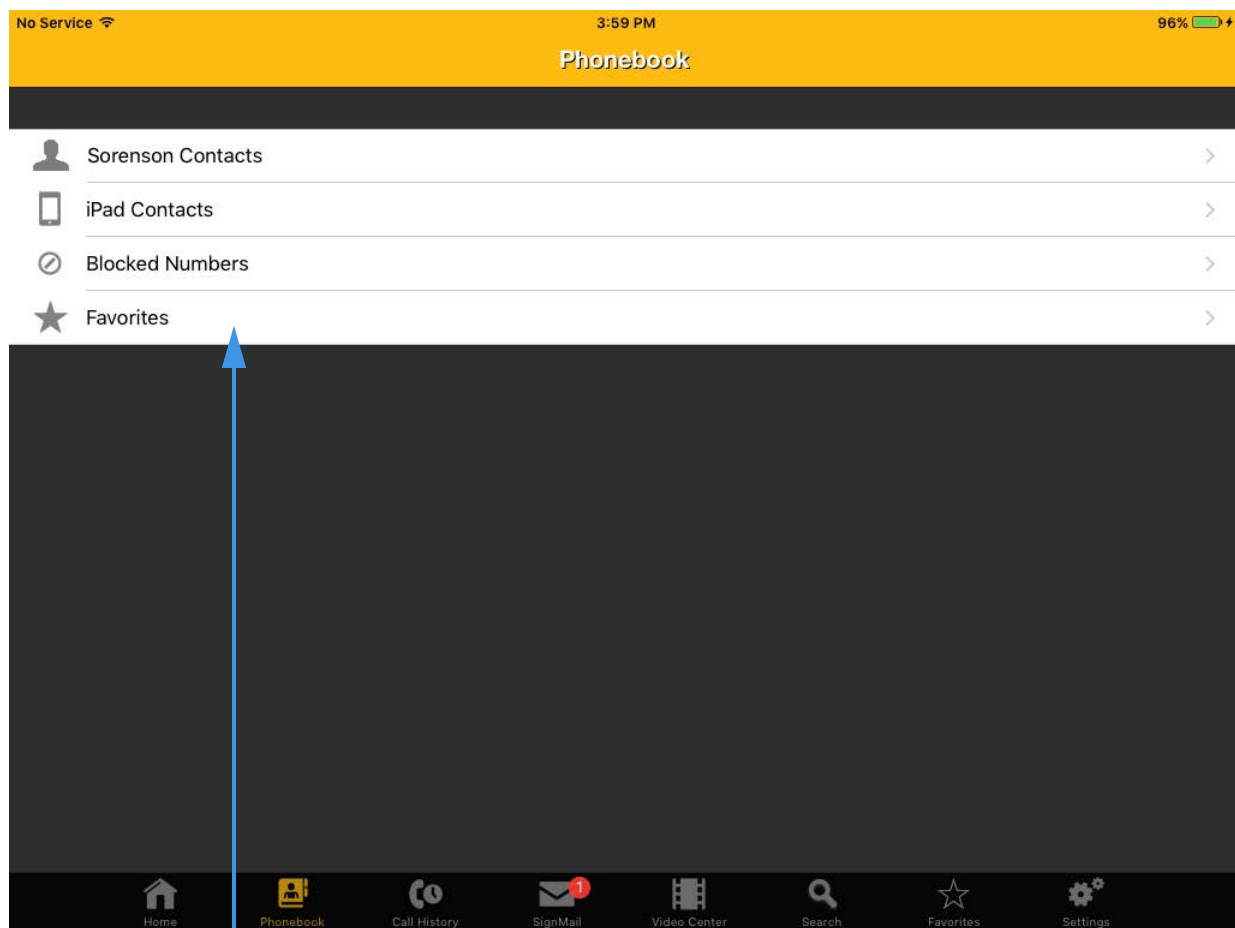 No Service 3:59 PM 96%
Phonebook
Sorenson Contacts
iPad Contacts
Blocked Numbers
Favorites
1
Home Phonebook Call History SignMail Video Center Search Favorites Settings